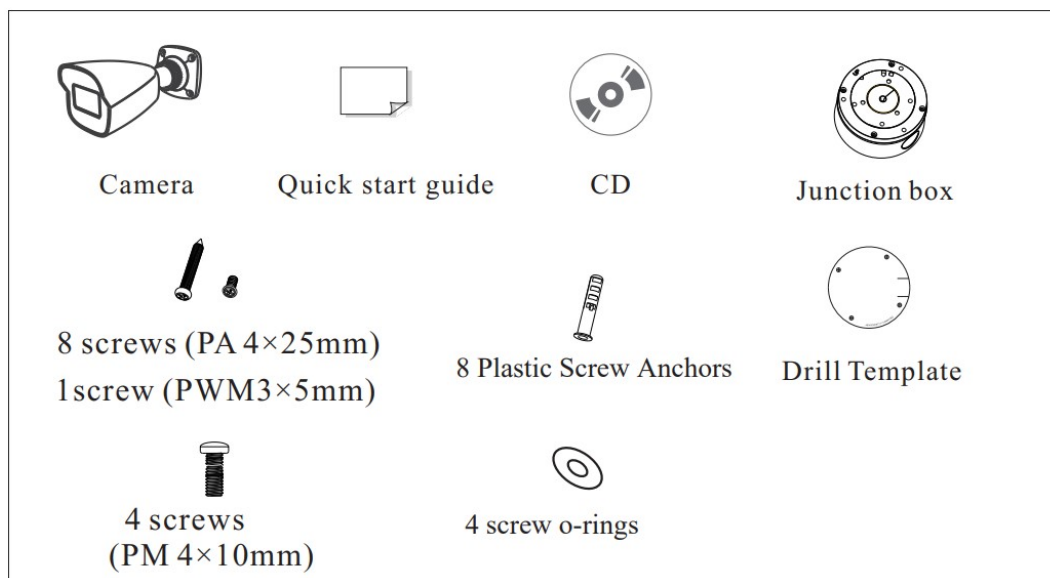 Camera
Quick start guide
CD
Junction box
8 screws (PA 4×25mm)
1screw (PWM3×5mm)
8 Plastic Screw Anchors
Drill Template
4 screws
(PM 4×10mm)
4 screw o-rings